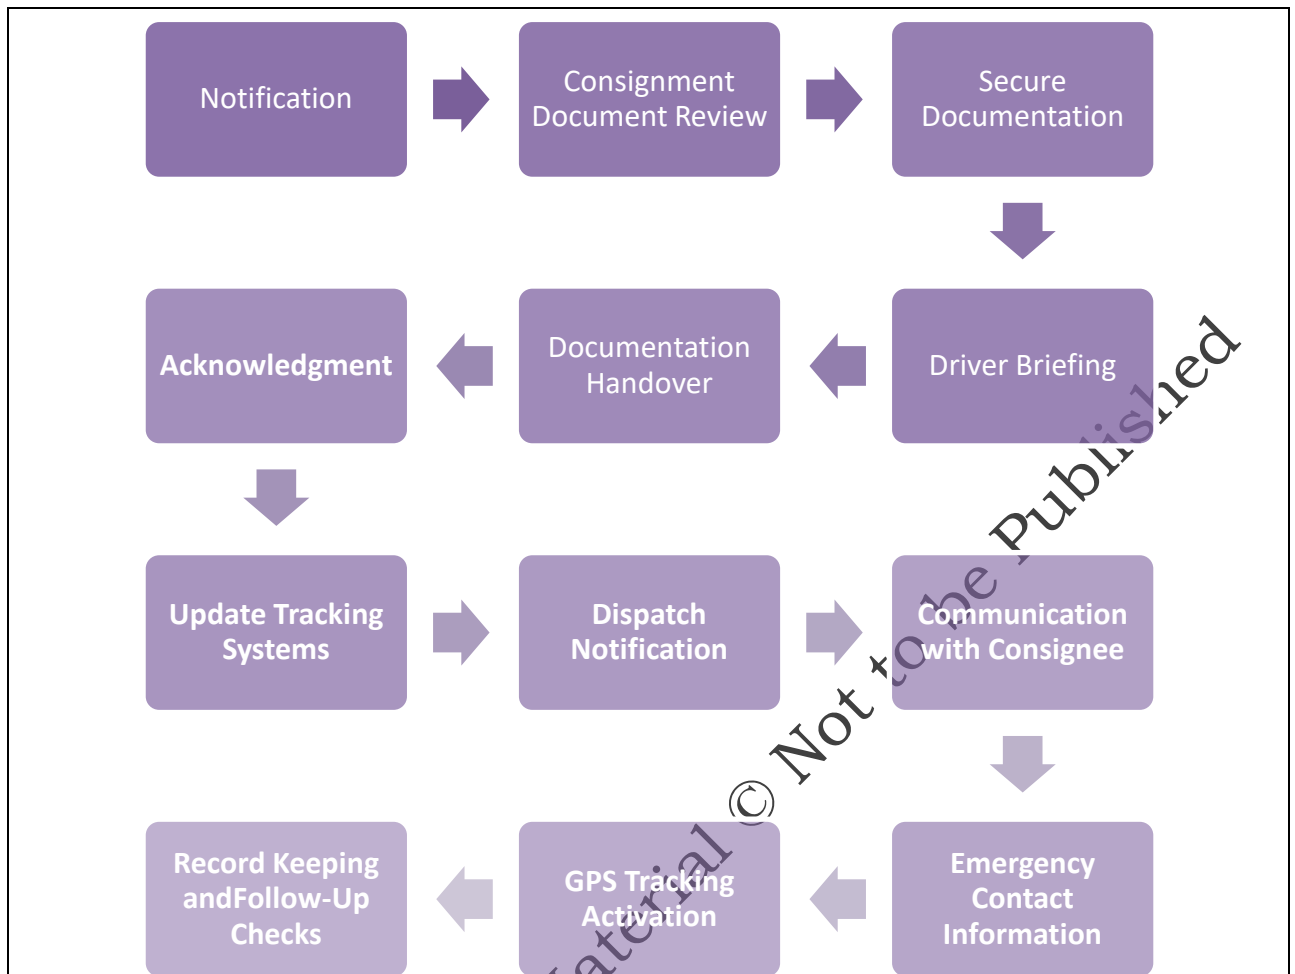 Notification
Consignment
Document Review
Secure
Documentation
Driver Briefing
Documentation
Handover
Acknowledgment
Update Tracking
Systems
Dispatch
Notification
Communication
with Consignee
Emergency
Contact
Information
GPS Tracking
Activation
Record Keeping
andFollow-Up
Checks
Material © Not to be Published